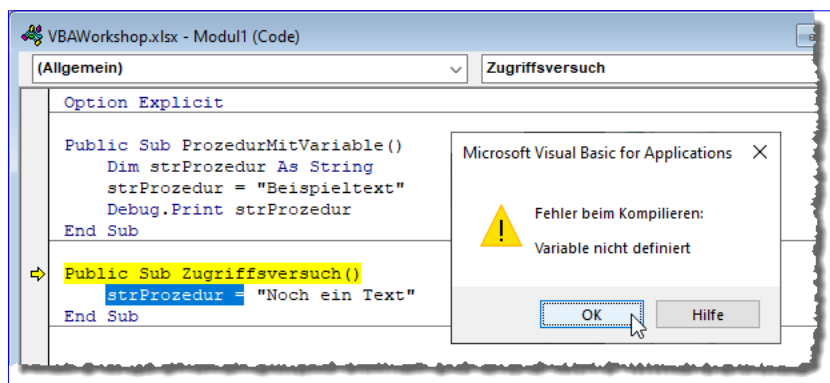 VBAWorkshop.xlsx - Modul1 (Code)
(Allgemein)
Zugriffsversuch
Option Explicit
Public Sub ProzedurMitVariable()
Dim strProzedur As String
strProzedur = "Beispieltext"
Debug.Print strProzedur
End Sub
Public Sub Zugriffsversuch()
strProzedur = "Noch ein Text"
End Sub
Microsoft Visual Basic for Applications
Fehler beim Kompilieren:
Variable nicht definiert
OK
Hilfe